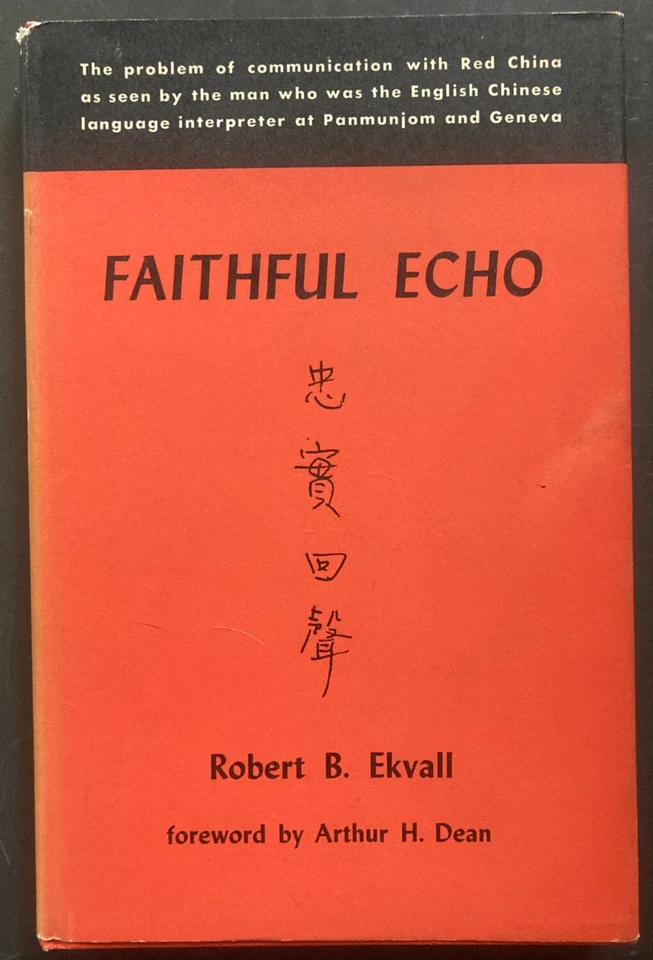 The problem of communication with Red China
as seen by the man who was the English Chinese
language interpreter at Panmunjom and Geneva
FAITHFUL ECHO
忠
實
回
聲
Robert B. Ekvall
foreword by Arthur H. Dean